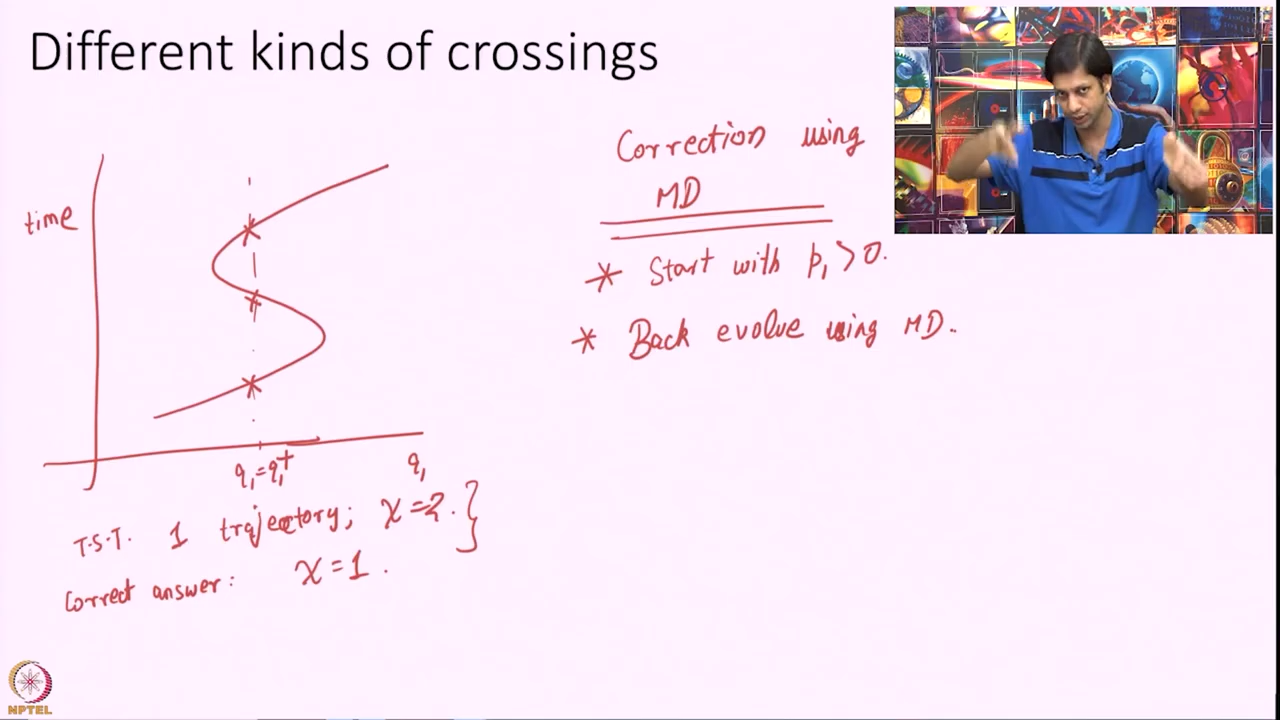 Different kinds of crossings
time
q₁=q₁‡
q₁
T.S.T. 1 trajectory; χ=2.
Correct answer: χ=1.
Correction using
MD
* Start with p₁>0.
* Back evolve using MD.
NPTEL